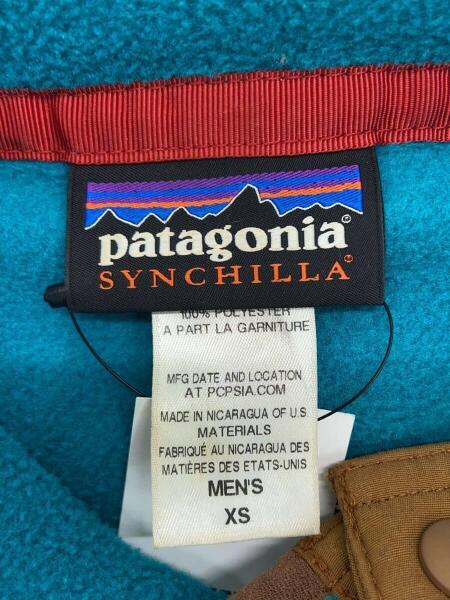 patagonia®
SYNCHILLA®
100% POLYESTER
À PART LA GARNITURE
MFG DATE AND LOCATION
AT PCPSIA.COM
MADE IN NICARAGUA OF U.S.
MATERIALS
FABRIQUÉ AU NICARAGUA DES
MATIÈRES DES ETATS-UNIS
MEN'S
XS